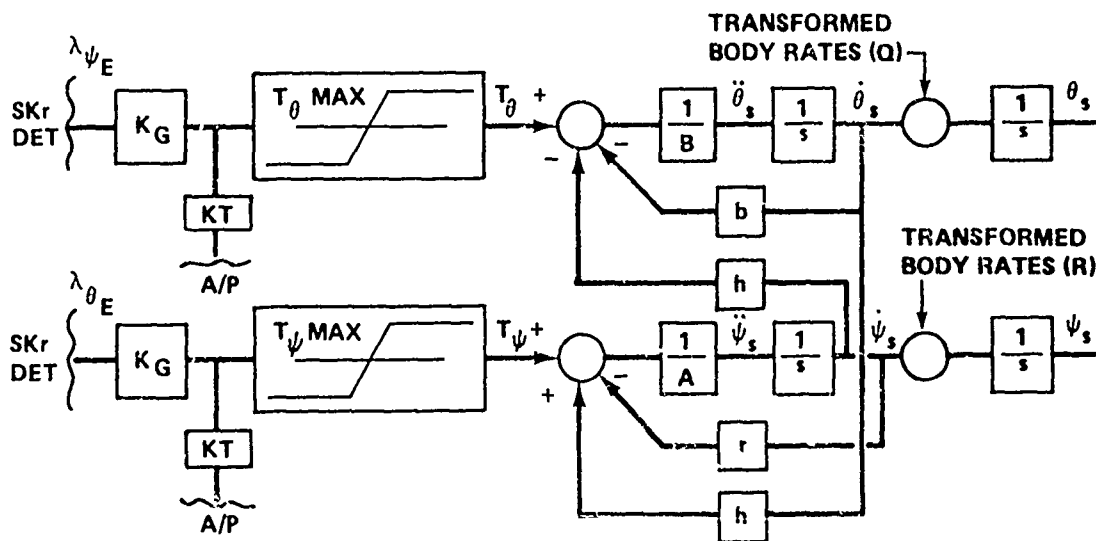 TRANSFORMED
BODY RATES (Q)
λψE
SKr
DET
KG
Tθ MAX
Tθ +
−
−
1
B
θ̈s
1
s
θ̇s
1
s
θs
KT
A/P
b
h
TRANSFORMED
BODY RATES (R)
λθE
SKr
DET
KG
Tψ MAX
Tψ +
−
+
1
A
ψ̈s
1
s
ψ̇s
1
s
ψs
KT
A/P
r
h